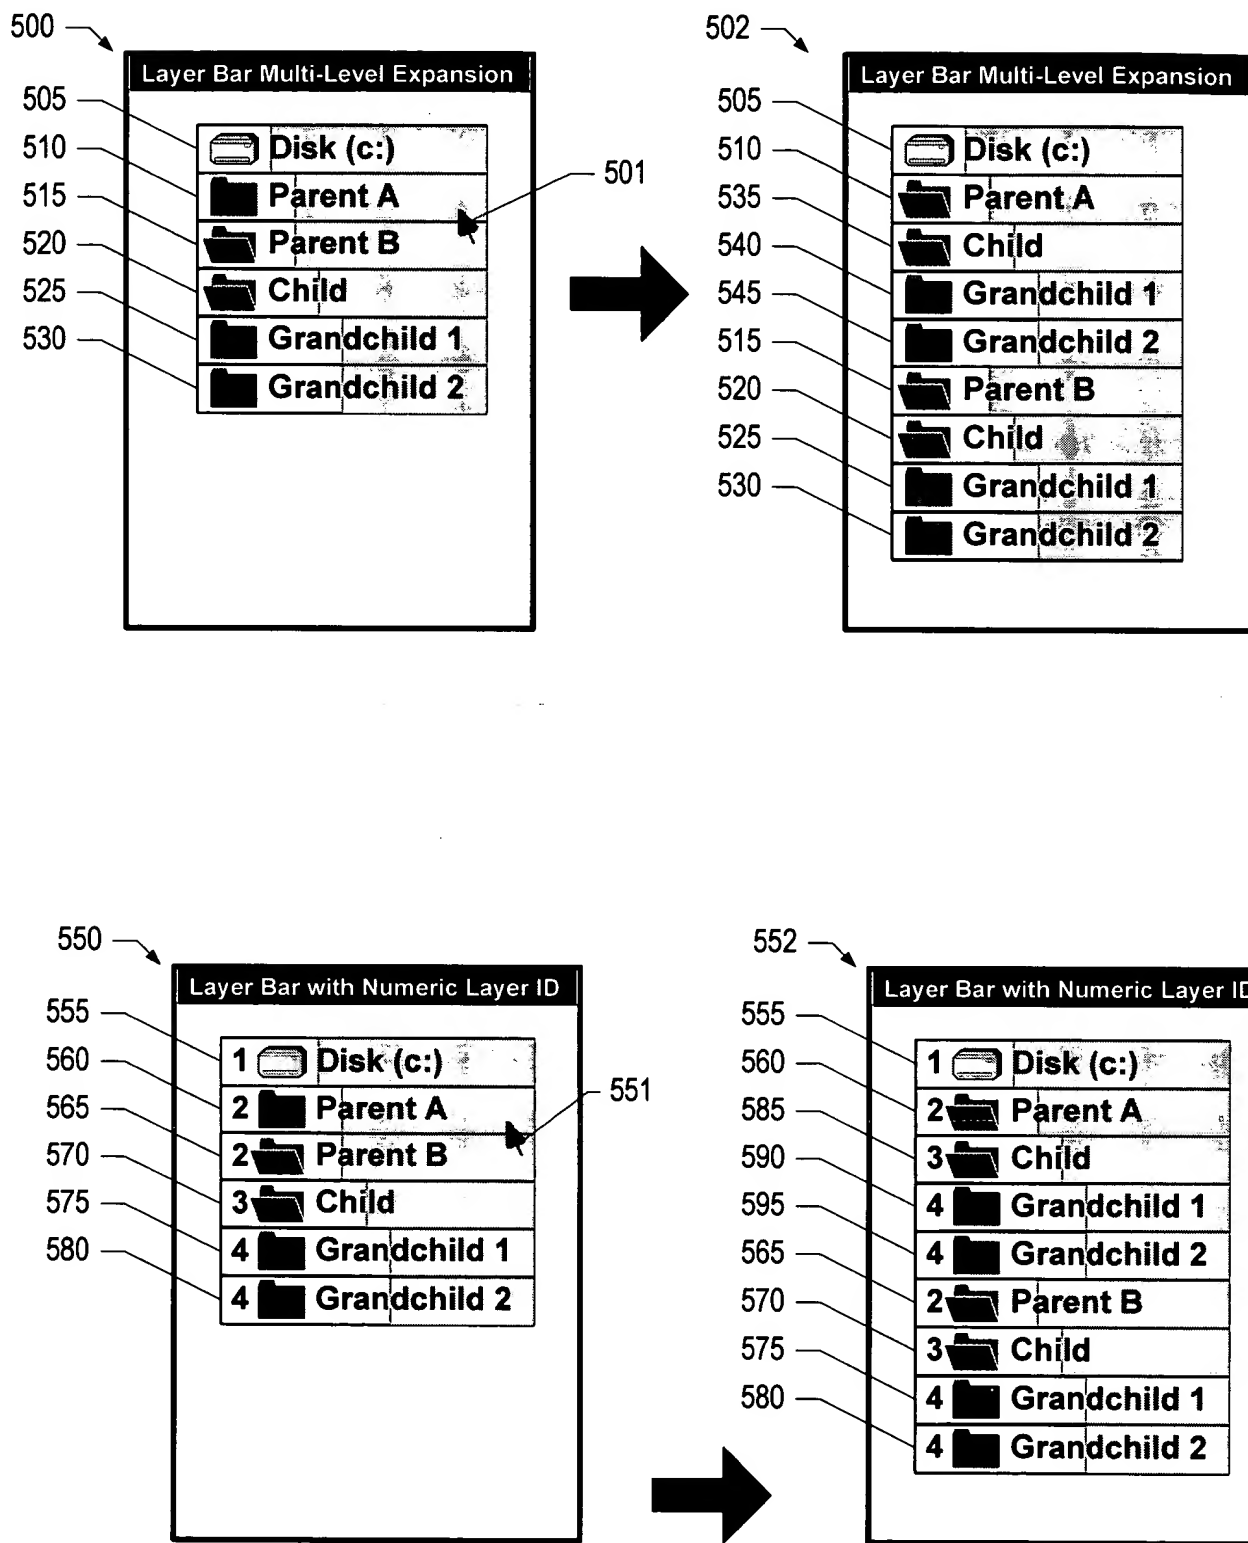 500
Layer Bar Multi-Level Expansion
505 Disk (c:)
510 Parent A
501
515 Parent B
520 Child
525 Grandchild 1
530 Grandchild 2
502
Layer Bar Multi-Level Expansion
505 Disk (c:)
510 Parent A
535 Child
540 Grandchild 1
545 Grandchild 2
515 Parent B
520 Child
525 Grandchild 1
530 Grandchild 2
550
Layer Bar with Numeric Layer ID
555 1 Disk (c:)
560 2 Parent A
551
565 2 Parent B
570 3 Child
575 4 Grandchild 1
580 4 Grandchild 2
552
Layer Bar with Numeric Layer ID
555 1 Disk (c:)
560 2 Parent A
585 3 Child
590 4 Grandchild 1
595 4 Grandchild 2
565 2 Parent B
570 3 Child
575 4 Grandchild 1
580 4 Grandchild 2